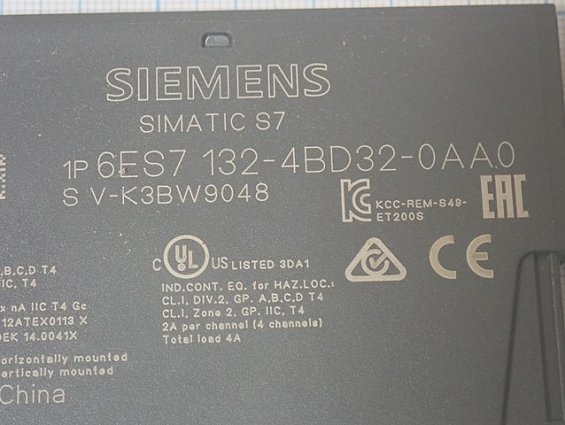 SIEMENS
SIMATIC S7
1P 6ES7 132-4BD32-0AA0
S V-K3BW9048
KCC-REM-S49-
ET200S
EAC
C UL US LISTED 3DA1
CE
IND.CONT. EQ. for HAZ.LOC.:
CL.I, DIV.2, GP. A,B,C,D T4
CL.I, Zone 2, GP. IIC, T4
2A per channel (4 channels)
Total load 4A
,B,C,D T4
IIC, T4
x nA IIC T4 Gc
12ATEX0113 X
DEK 14.0041X
orizontally mounted
ertically mounted
China